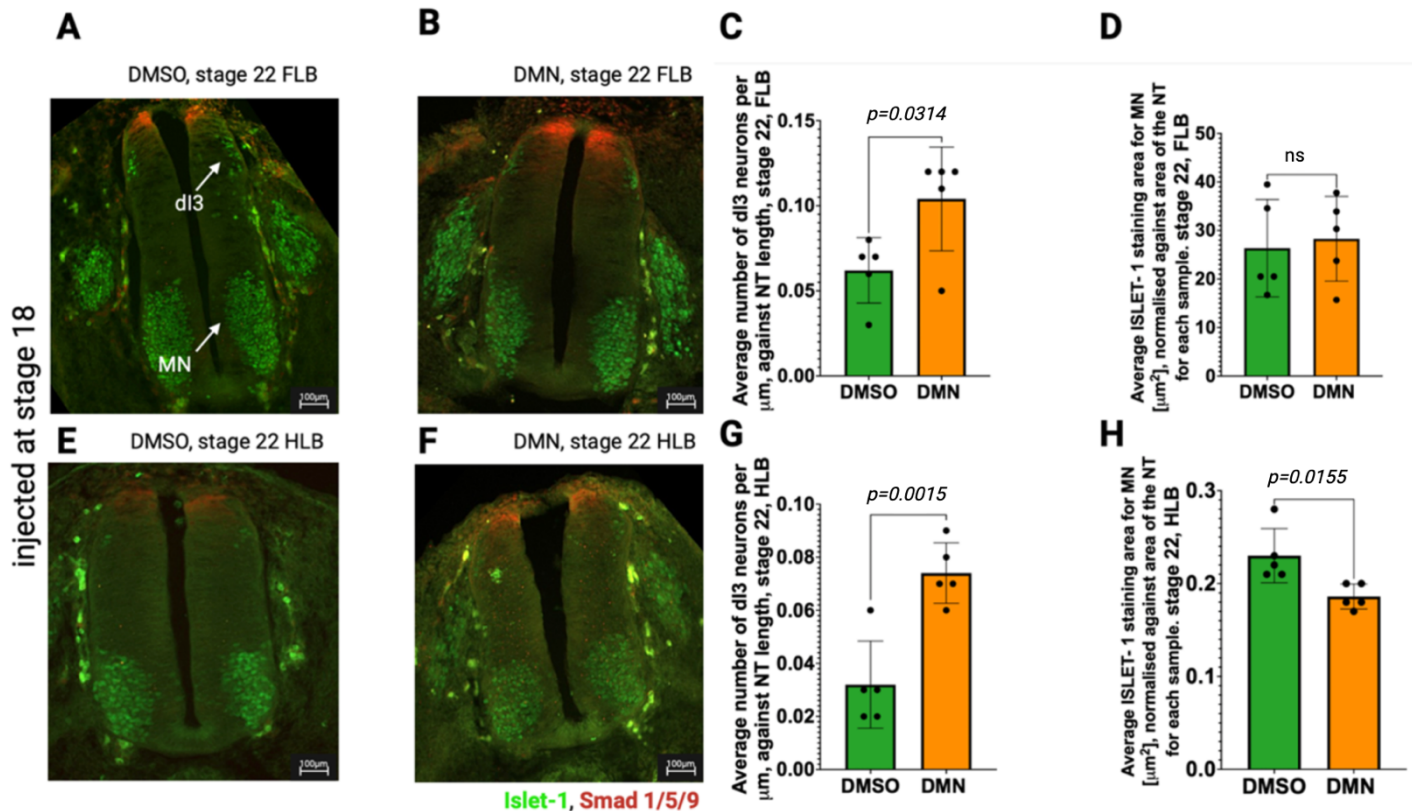 A
DMSO, stage 22 FLB
dI3
MN
100µm
B
DMN, stage 22 FLB
100µm
C
Average number of dI3 neurons per
µm, against NT length, stage 22, FLB
0.15
0.10
0.05
0.00
p=0.0314
DMSO
DMN
D
Average ISLET- 1 staining area for MN
[µm²], normalised against area of the NT
for each sample. stage 22, FLB
50
40
30
20
10
0
ns
DMSO
DMN
injected at stage 18
E
DMSO, stage 22 HLB
100µm
F
DMN, stage 22 HLB
100µm
Islet-1, Smad 1/5/9
G
Average number of dI3 neurons per
µm, against NT length, stage 22, HLB
0.10
0.08
0.06
0.04
0.02
0.00
p=0.0015
DMSO
DMN
H
Average ISLET- 1 staining area for MN
[µm²], normalised against area of the NT
for each sample. stage 22, HLB
0.3
0.2
0.1
0.0
p=0.0155
DMSO
DMN